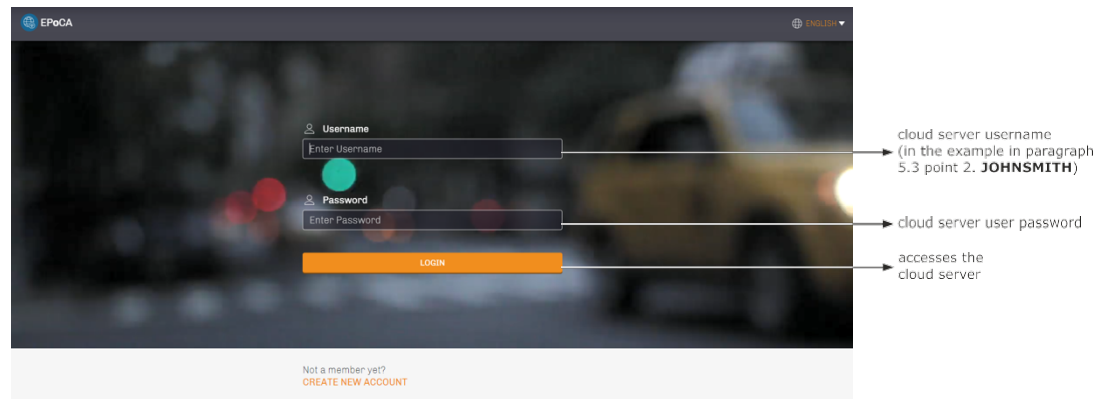 EPoCA
ENGLISH
Username
Enter Username
Password
Enter Password
LOGIN
Not a member yet?
CREATE NEW ACCOUNT
cloud server username
(in the example in paragraph
5.3 point 2. JOHNSMITH)
cloud server user password
accesses the
cloud server